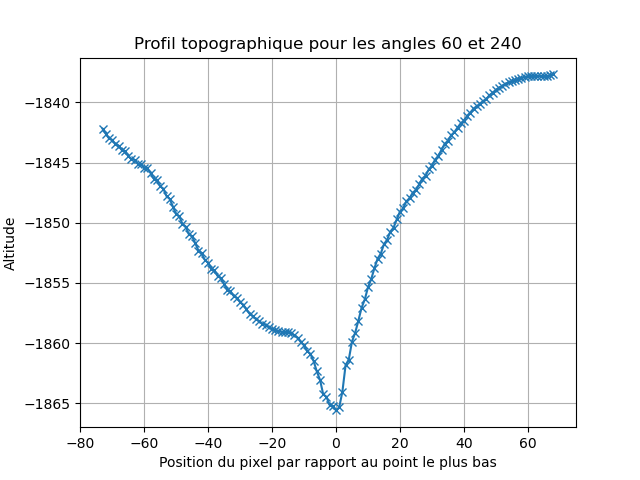 Profil topographique pour les angles 60 et 240
Altitude
−1840
−1845
−1850
−1855
−1860
−1865
−80 −60 −40 −20 0 20 40 60
Position du pixel par rapport au point le plus bas